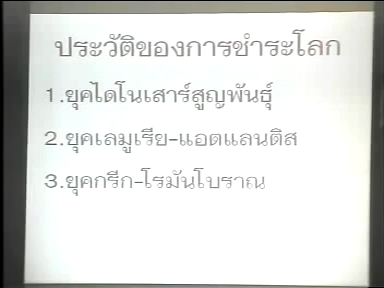 ประวัติของการชำระโลก
1.ยุคไดโนเสาร์สูญพันธุ์
2.ยุคเลมูเรีย-แอดแลนติส
3.ยุคกรีก-โรมันโบราณ